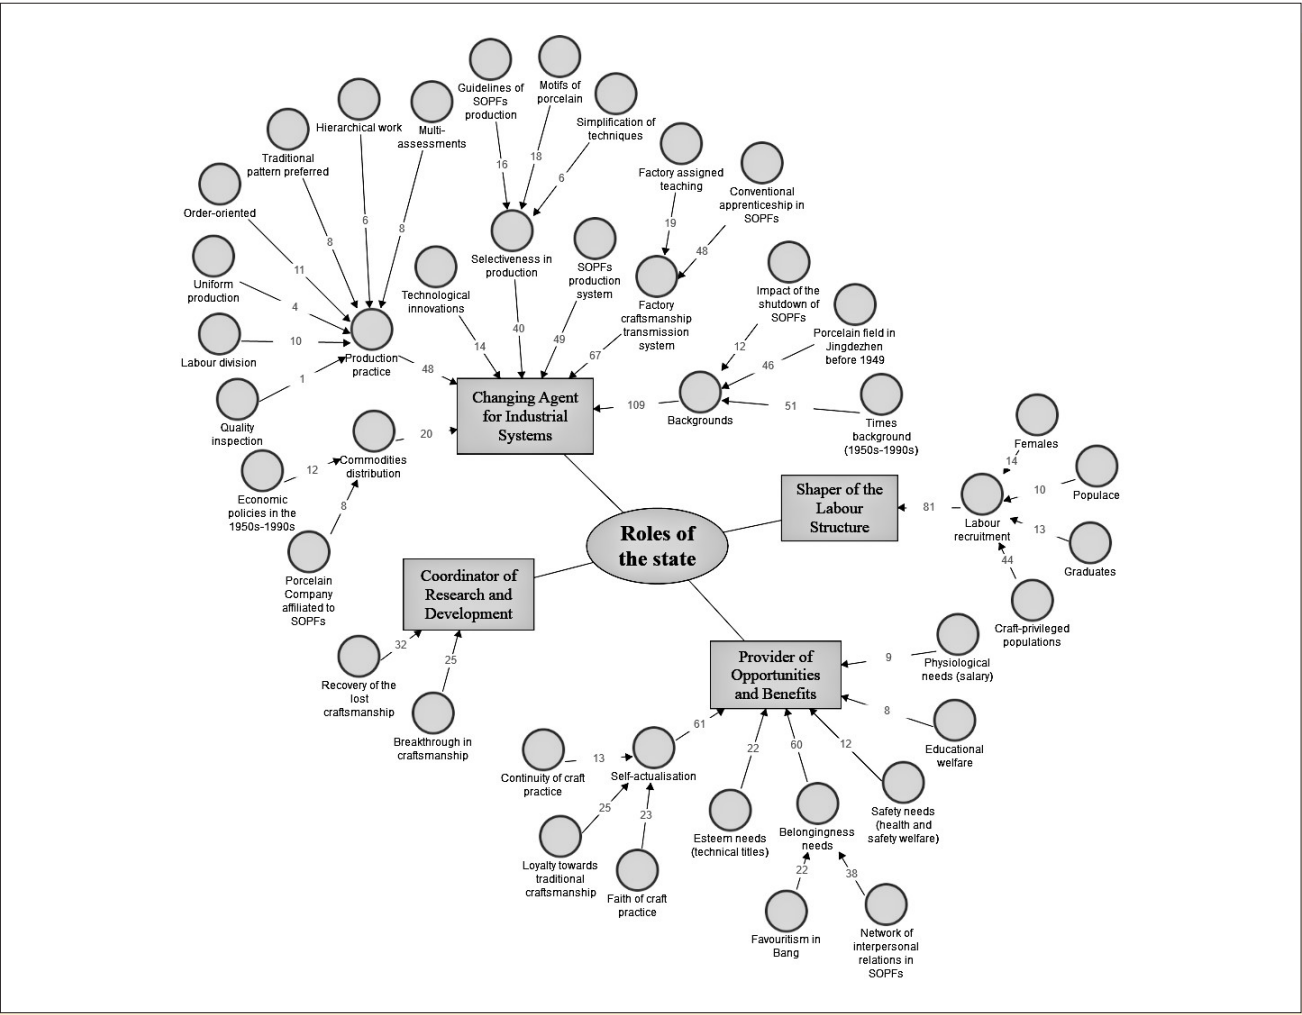 Guidelines of
SOPFs
production
Motifs of
porcelain
Simplification of
techniques
Hierarchical work
Multi-
assessments
Traditional
pattern preferred
Order-oriented
Uniform
production
Labour division
Quality
inspection
Production
practice
11
4
10
1
8
6
8
48
16
18
6
Selectiveness in
production
40
Technological
innovations
14
SOPFs
production
system
49
Factory assigned
teaching
19
Conventional
apprenticeship in
SOPFs
48
Factory
craftsmanship
transmission
system
67
Impact of the
shutdown of
SOPFs
12
Porcelain field in
Jingdezhen
before 1949
46
Times
background
(1950s-1990s)
51
Backgrounds
109
Changing Agent
for Industrial
Systems
Commodities
distribution
20
Economic
policies in the
1950s-1990s
12
Porcelain
Company
affiliated to
SOPFs
8
Roles of
the state
Shaper of the
Labour
Structure
81
Labour
recruitment
Females
14
Populace
10
Graduates
13
Craft-privileged
populations
44
Coordinator of
Research and
Development
Recovery of the
lost
craftsmanship
32
Breakthrough in
craftsmanship
25
Provider of
Opportunities
and Benefits
Physiological
needs (salary)
9
Educational
welfare
8
Safety needs
(health and
safety welfare)
12
Belongingness
needs
60
Esteem needs
(technical titles)
22
Self-actualisation
61
Continuity of craft
practice
13
Loyalty towards
traditional
craftsmanship
25
Faith of craft
practice
23
Favouritism in
Bang
22
Network of
interpersonal
relations in
SOPFs
38